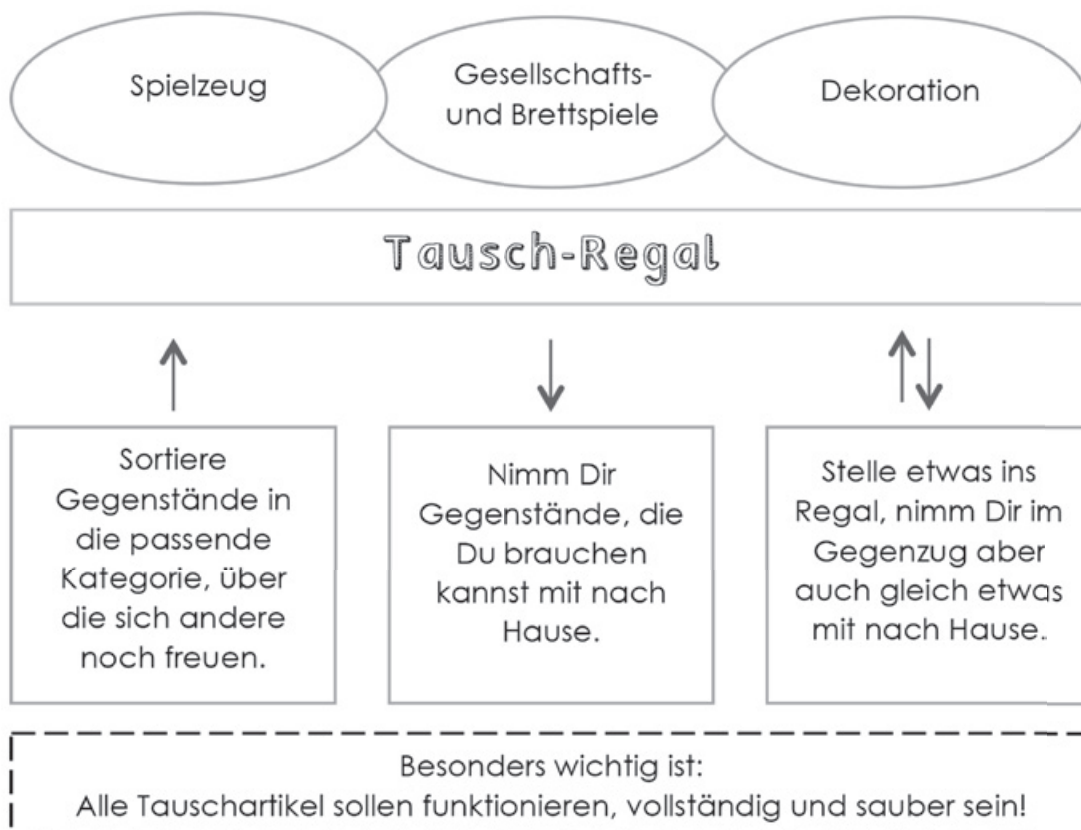 Spielzeug
Gesellschafts-
und Brettspiele
Dekoration
Tausch-Regal
Sortiere
Gegenstände in
die passende
Kategorie, über
die sich andere
noch freuen.
Nimm Dir
Gegenstände, die
Du brauchen
kannst mit nach
Hause.
Stelle etwas ins
Regal, nimm Dir im
Gegenzug aber
auch gleich etwas
mit nach Hause.
Besonders wichtig ist:
Alle Tauschartikel sollen funktionieren, vollständig und sauber sein!